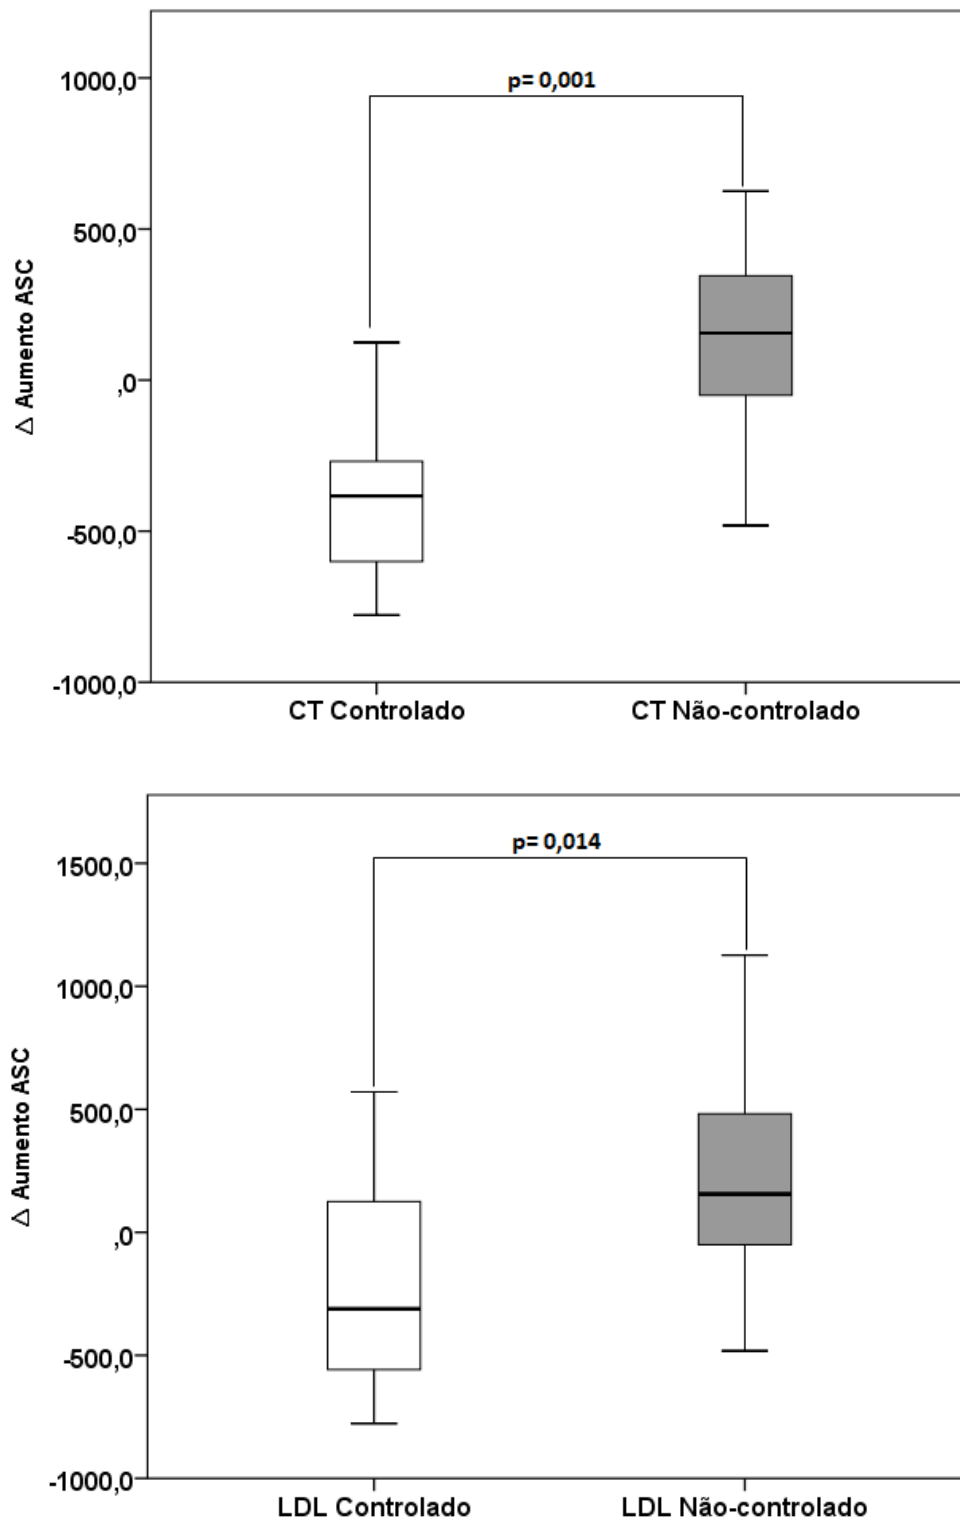 p= 0,001
1000,0
500,0
,0
-500,0
-1000,0
Δ Aumento ASC
CT Controlado
CT Não-controlado
p= 0,014
1500,0
1000,0
500,0
,0
-500,0
-1000,0
Δ Aumento ASC
LDL Controlado
LDL Não-controlado